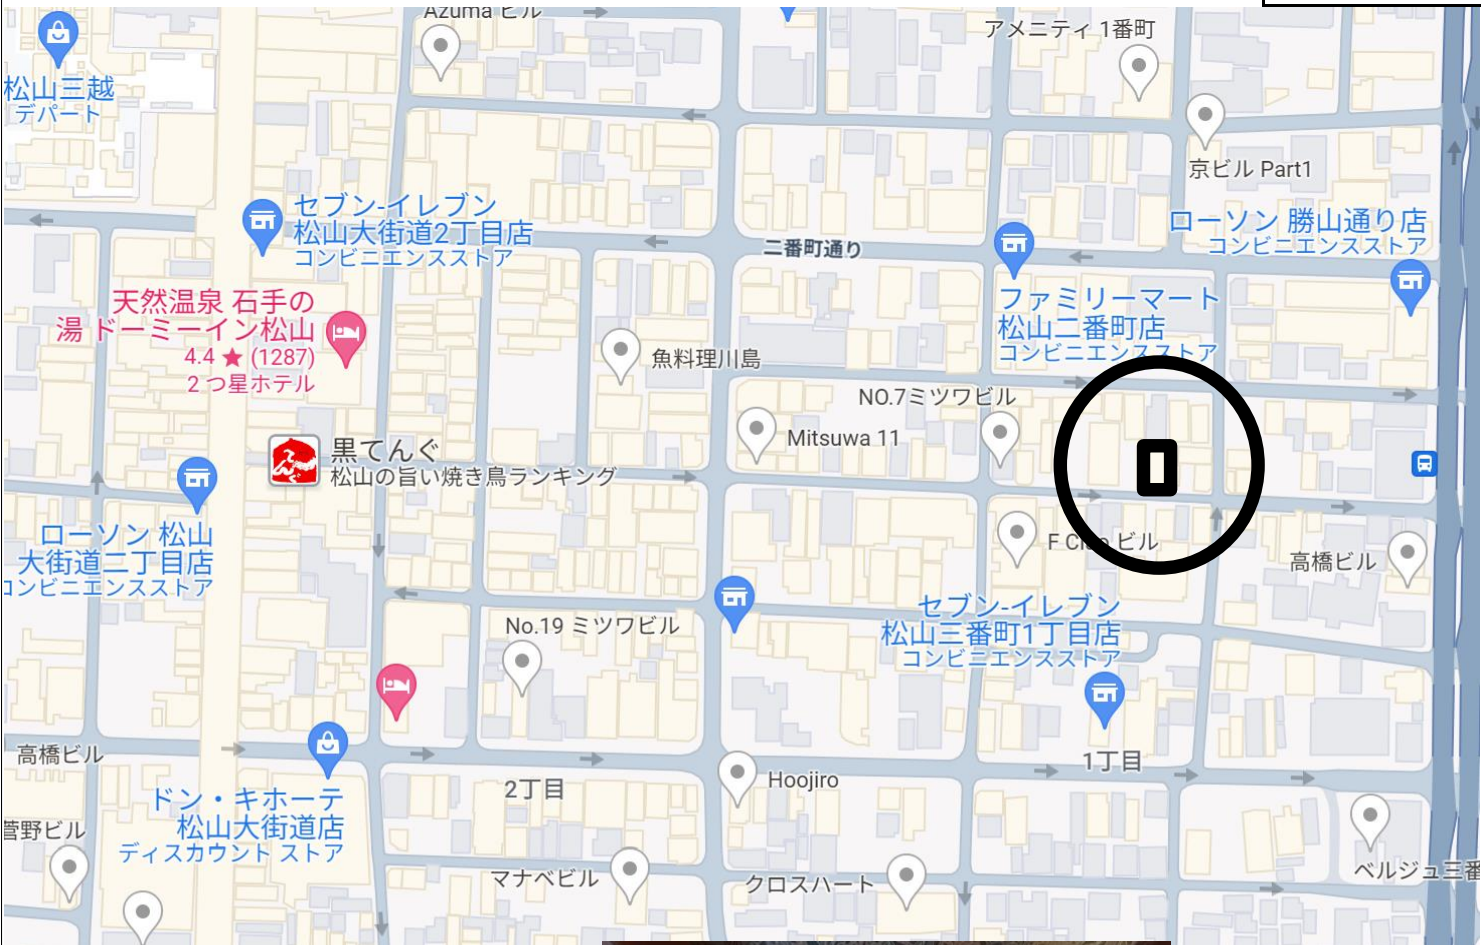 Azuma ビル
アメニティ 1番町
松山三越
デパート
京ビル Part1
セブン-イレブン
松山大街道2丁目店
コンビニエンスストア
二番町通り
ローソン 勝山通り店
コンビニエンスストア
天然温泉 石手の
湯 ドーミーイン松山
4.4 ★ (1287)
2 つ星ホテル
ファミリーマート
松山二番町店
コンビニエンスストア
魚料理川島
NO.7ミツワビル
Mitsuwa 11
黒てんぐ
松山の旨い焼き鳥ランキング
てんぐ
ローソン 松山
大街道二丁目店
コンビニエンスストア
F Ciao ビル
高橋ビル
セブン-イレブン
松山三番町1丁目店
コンビニエンスストア
No.19 ミツワビル
高橋ビル
1丁目
2丁目
Hoojiro
ドン・キホーテ
松山大街道店
ディスカウント ストア
菅野ビル
マナベビル
クロスハート
ベルジュ三番